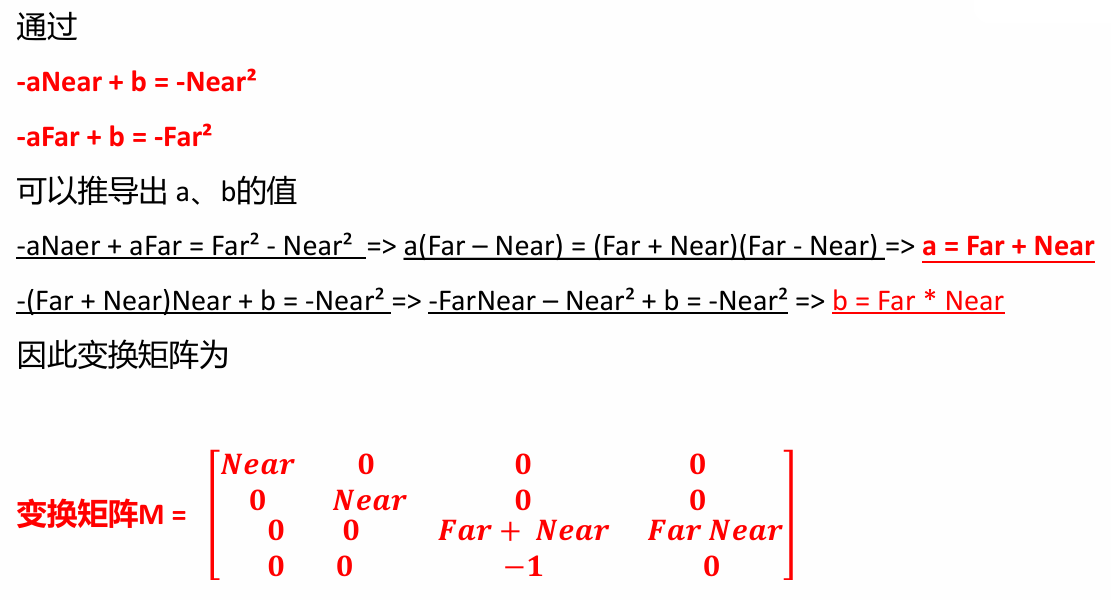 通过
-aNear + b = -Near²
-aFar + b = -Far²
可以推导出 a、b的值
-aNaer + aFar = Far² - Near² => a(Far – Near) = (Far + Near)(Far - Near) => a = Far + Near
-(Far + Near)Near + b = -Near² => -FarNear – Near² + b = -Near² => b = Far * Near
因此变换矩阵为
变换矩阵M =
Near 0 0 0
0 Near 0 0
0 0 Far + Near Far Near
0 0 −1 0